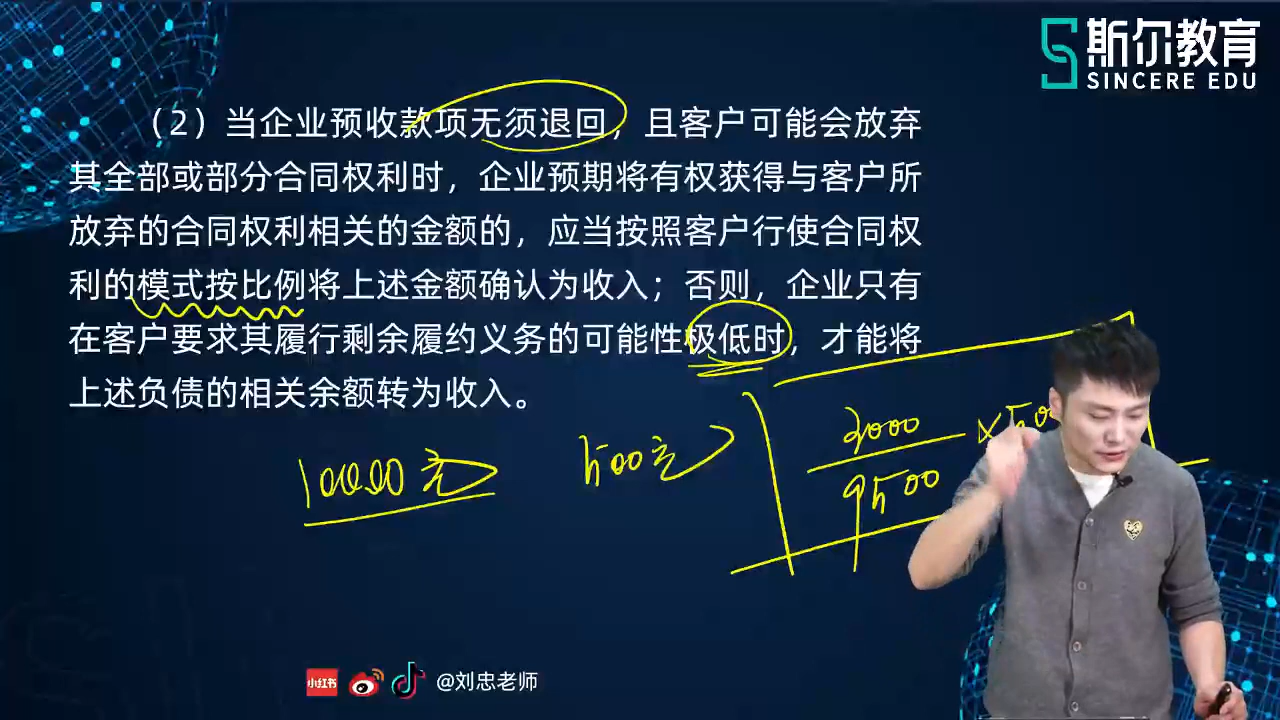 斯尔教育
SINCERE EDU
（2）当企业预收款项无须退回，且客户可能会放弃
其全部或部分合同权利时，企业预期将有权获得与客户所
放弃的合同权利相关的金额的，应当按照客户行使合同权
利的模式按比例将上述金额确认为收入；否则，企业只有
在客户要求其履行剩余履约义务的可能性极低时，才能将
上述负债的相关余额转为收入。
10000元
500元
2000
×500
9500
小红书
@刘忠老师